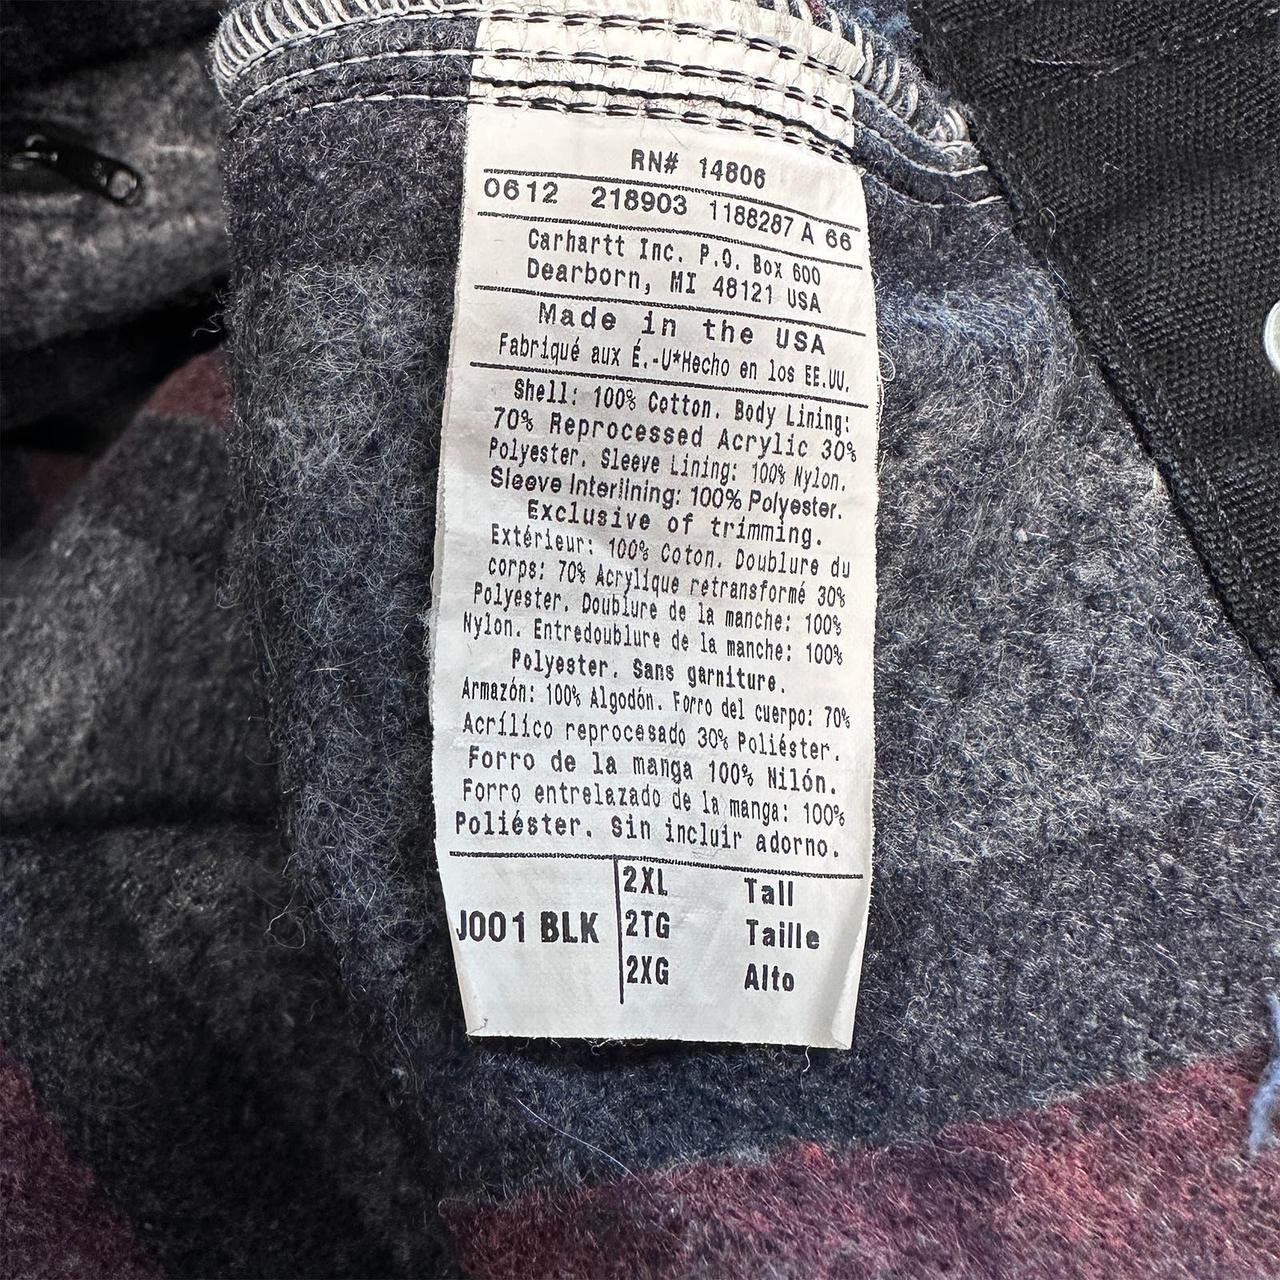 RN# 14806
0612 218903 1188287 A 66
Carhartt Inc. P.O. Box 600
Dearborn, MI 48121 USA
Made in the USA
Fabriqué aux É.-U*Hecho en los EE.UU.
Shell: 100% Cotton. Body Lining:
70% Reprocessed Acrylic 30%
Polyester. Sleeve Lining: 100% Nylon.
Sleeve Interlining: 100% Polyester.
Exclusive of trimming.
Extérieur: 100% Coton. Doublure du
corps: 70% Acrylique retransformé 30%
Polyester. Doublure de la manche: 100%
Nylon. Entredoublure de la manche: 100%
Polyester. Sans garniture.
Armazón: 100% Algodón. Forro del cuerpo: 70%
Acrílico reprocesado 30% Poliéster.
Forro de la manga 100% Nilón.
Forro entrelazado de la manga: 100%
Poliéster. Sin incluir adorno.
J001 BLK
2XL Tall
2TG Taille
2XG Alto